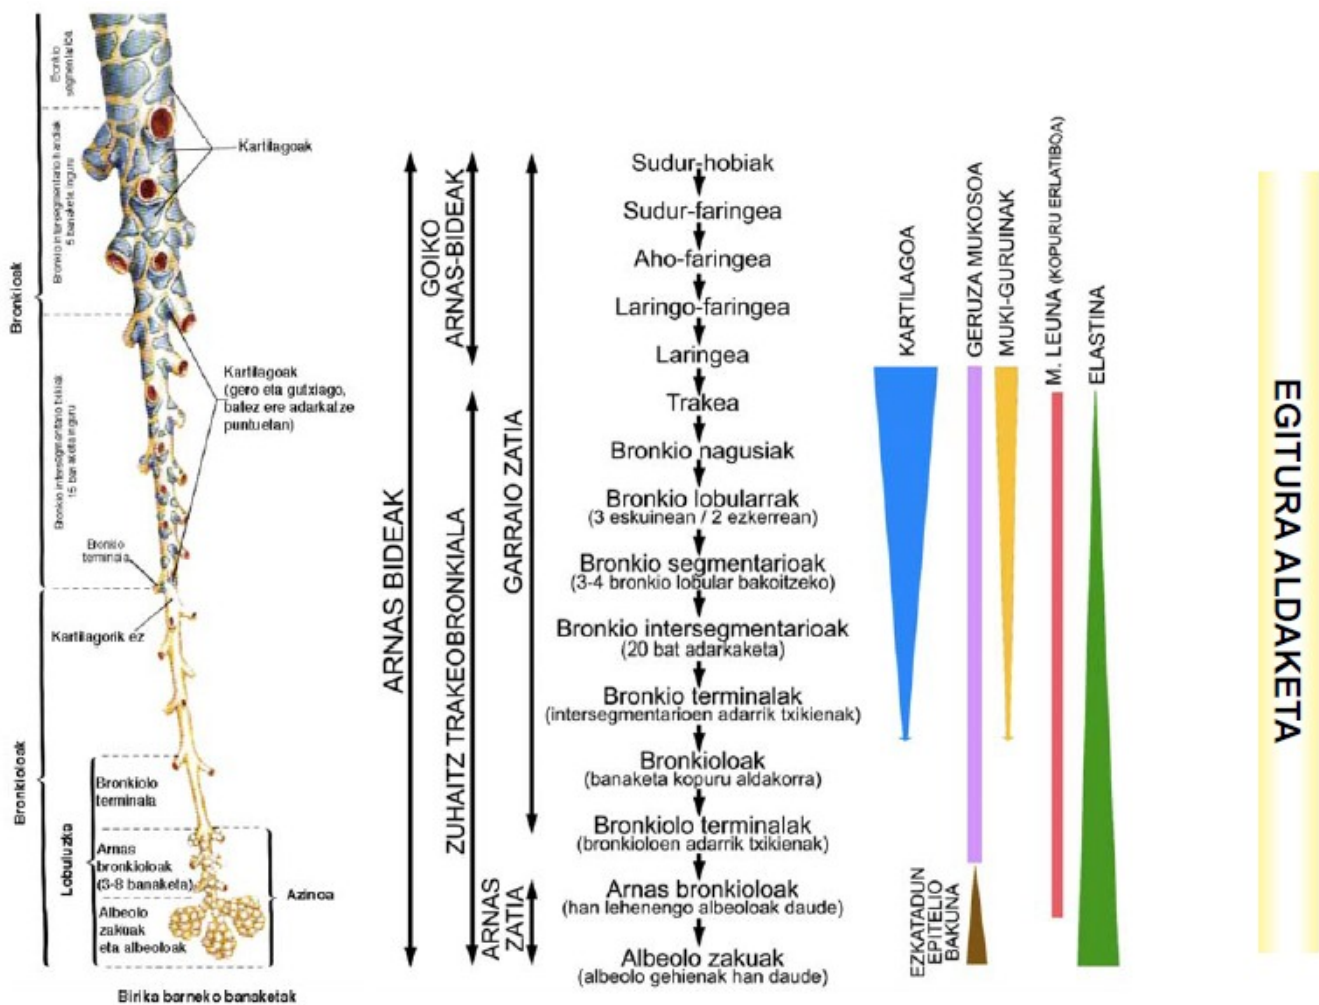 Bronkioak
Bronkio
segmentarioa
Bronkio intersegmentario handiak
5 banaketa inguru
Bronkio intersegmentario txikiak
15 banaketa inguru
Bronkio
terminala
Kartilagoak
Kartilagoak
(gero eta gutxiago,
batez ere adarkatze
puntuetan)
Kartilagorik ez
Bronkioloak
Lobuluzka
Bronkiolo
terminala
Arnas
bronkioloak
(3-8 banaketa)
Albeolo
zakuak
eta albeoloak
Azinoa
Birika barneko banaketak
ARNAS BIDEAK
GOIKO
ARNAS-BIDEAK
ZUHAITZ TRAKEOBRONKIALA
GARRAIO ZATIA
ARNAS
ZATIA
Sudur-hobiak
Sudur-faringea
Aho-faringea
Laringo-faringea
Laringea
Trakea
Bronkio nagusiak
Bronkio lobularrak
(3 eskuinean / 2 ezkerrean)
Bronkio segmentarioak
(3-4 bronkio lobular bakoitzeko)
Bronkio intersegmentarioak
(20 bat adarkaketa)
Bronkio terminalak
(intersegmentarioen adarrik txikienak)
Bronkioloak
(banaketa kopuru aldakorra)
Bronkiolo terminalak
(bronkioloen adarrik txikienak)
Arnas bronkioloak
(han lehenengo albeoloak daude)
Albeolo zakuak
(albeolo gehienak han daude)
KARTILAGOA
GERUZA MUKOSOA
MUKI-GURUINAK
M. LEUNA (KOPURU ERLATIBOA)
ELASTINA
EZKATADUN
EPITELIO
BAKUNA
EGITURA ALDAKETA